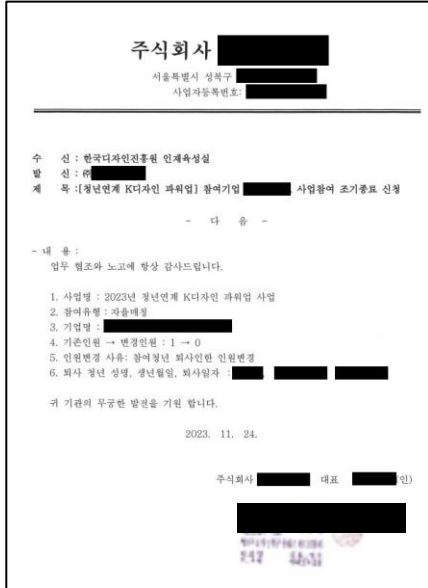 주식회사
서울특별시 성북구
사업자등록번호:
수 신 : 한국디자인진흥원 인재육성실
발 신 : ㈜
제 목 :[청년연계 K디자인 파워업] 참여기업 , 사업참여 조기종료 신청
- 다 음 -
- 내 용 :
업무 협조와 노고에 항상 감사드립니다.
1. 사업명 : 2023년 청년연계 K디자인 파워업 사업
2. 참여유형 : 자율매칭
3. 기업명 :
4. 기존인원 → 변경인원 : 1 → 0
5. 인원변경 사유: 참여청년 퇴사인한 인원변경
6. 퇴사 청년 성명, 생년월일, 퇴사일자 : ,
귀 기관의 무궁한 발전을 기원 합니다.
2023. 11. 24.
주식회사 대표 (인)